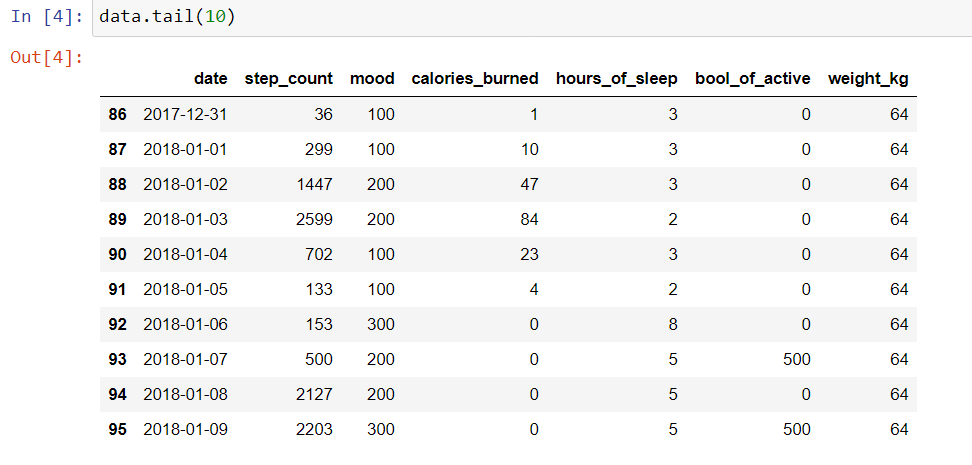 In [4]: data.tail(10)
Out[4]:
date step_count mood calories_burned hours_of_sleep bool_of_active weight_kg
86 2017-12-31 36 100 1 3 0 64
87 2018-01-01 299 100 10 3 0 64
88 2018-01-02 1447 200 47 3 0 64
89 2018-01-03 2599 200 84 2 0 64
90 2018-01-04 702 100 23 3 0 64
91 2018-01-05 133 100 4 2 0 64
92 2018-01-06 153 300 0 8 0 64
93 2018-01-07 500 200 0 5 500 64
94 2018-01-08 2127 200 0 5 0 64
95 2018-01-09 2203 300 0 5 500 64